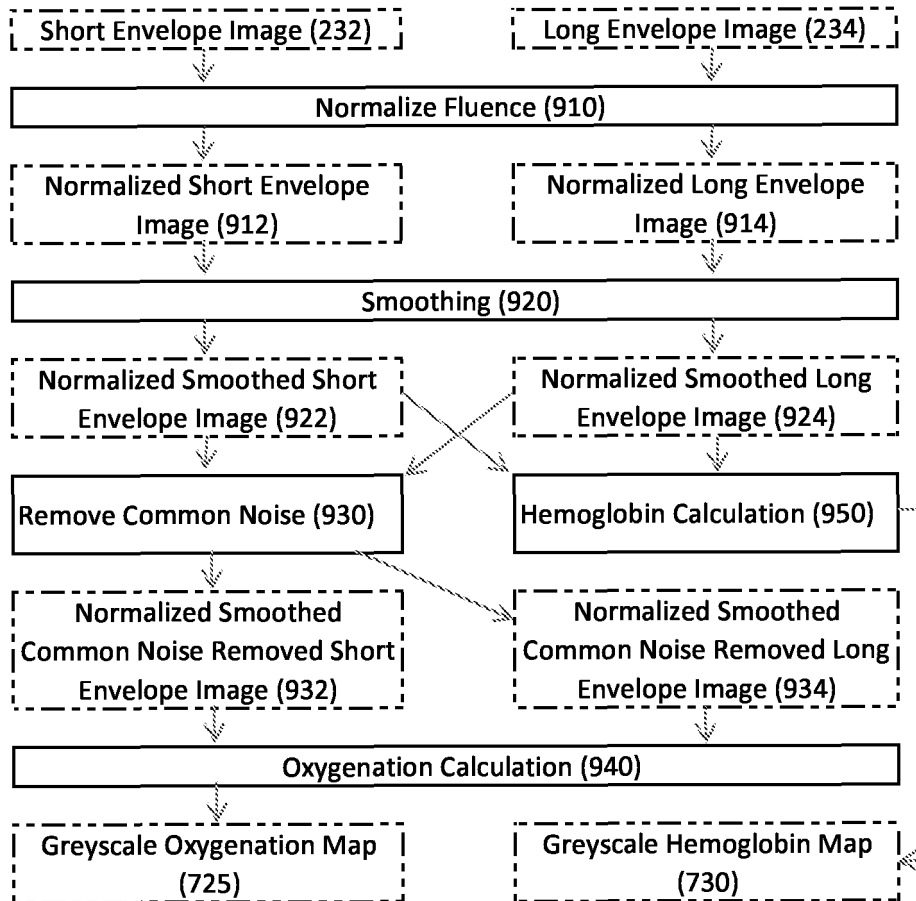 Short Envelope Image (232)
Long Envelope Image (234)
Normalize Fluence (910)
Normalized Short Envelope
Image (912)
Normalized Long Envelope
Image (914)
Smoothing (920)
Normalized Smoothed Short
Envelope Image (922)
Normalized Smoothed Long
Envelope Image (924)
Remove Common Noise (930)
Hemoglobin Calculation (950)
Normalized Smoothed
Common Noise Removed Short
Envelope Image (932)
Normalized Smoothed
Common Noise Removed Long
Envelope Image (934)
Oxygenation Calculation (940)
Greyscale Oxygenation Map
(725)
Greyscale Hemoglobin Map
(730)